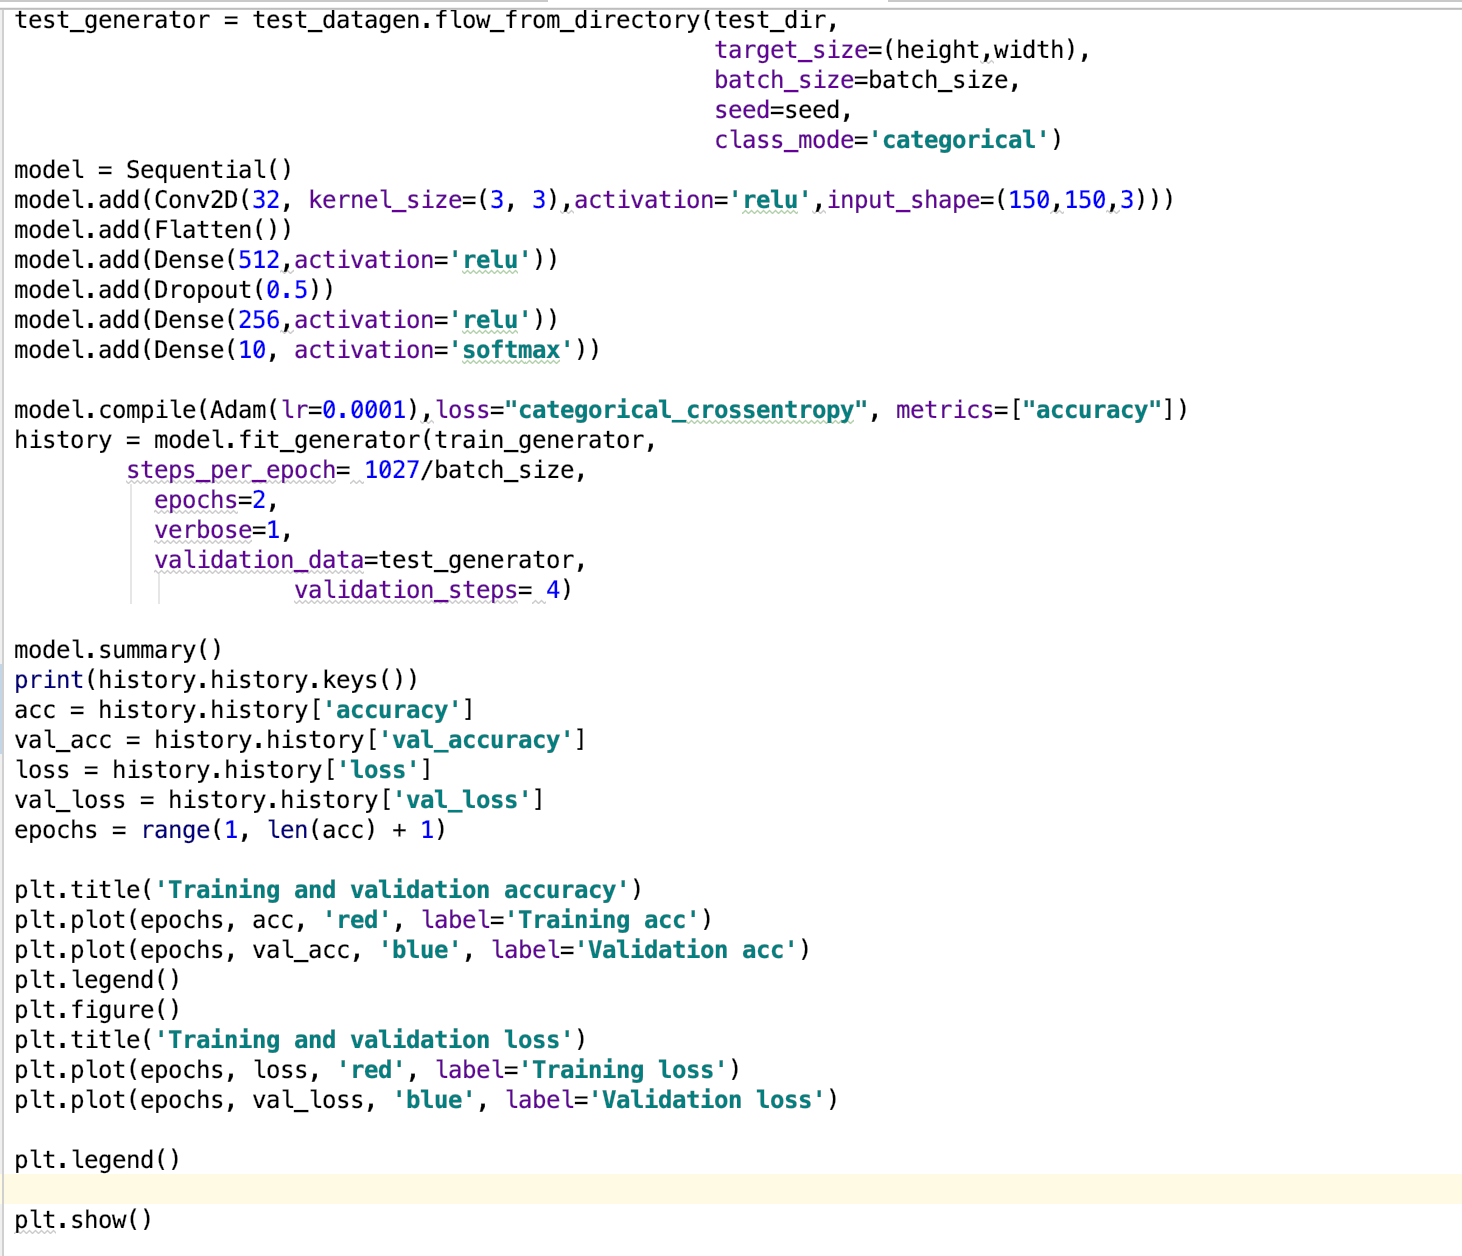 test_generator = test_datagen.flow_from_directory(test_dir,
target_size=(height,width),
batch_size=batch_size,
seed=seed,
class_mode='categorical')
model = Sequential()
model.add(Conv2D(32, kernel_size=(3, 3),activation='relu',input_shape=(150,150,3)))
model.add(Flatten())
model.add(Dense(512,activation='relu'))
model.add(Dropout(0.5))
model.add(Dense(256,activation='relu'))
model.add(Dense(10, activation='softmax'))
model.compile(Adam(lr=0.0001),loss="categorical_crossentropy", metrics=["accuracy"])
history = model.fit_generator(train_generator,
steps_per_epoch= 1027/batch_size,
epochs=2,
verbose=1,
validation_data=test_generator,
validation_steps= 4)
model.summary()
print(history.history.keys())
acc = history.history['accuracy']
val_acc = history.history['val_accuracy']
loss = history.history['loss']
val_loss = history.history['val_loss']
epochs = range(1, len(acc) + 1)
plt.title('Training and validation accuracy')
plt.plot(epochs, acc, 'red', label='Training acc')
plt.plot(epochs, val_acc, 'blue', label='Validation acc')
plt.legend()
plt.figure()
plt.title('Training and validation loss')
plt.plot(epochs, loss, 'red', label='Training loss')
plt.plot(epochs, val_loss, 'blue', label='Validation loss')
plt.legend()
plt.show()